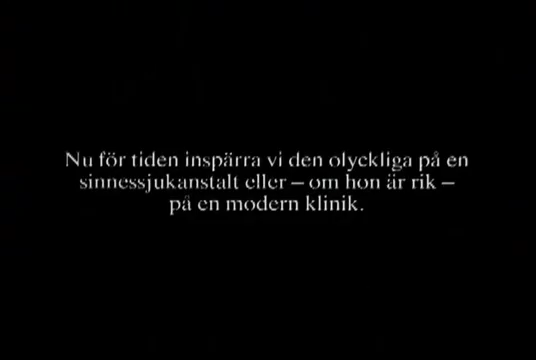 Nu för tiden inspärra vi den olyckliga på en
sinnessjukanstalt eller – om hon är rik –
på en modern klinik.